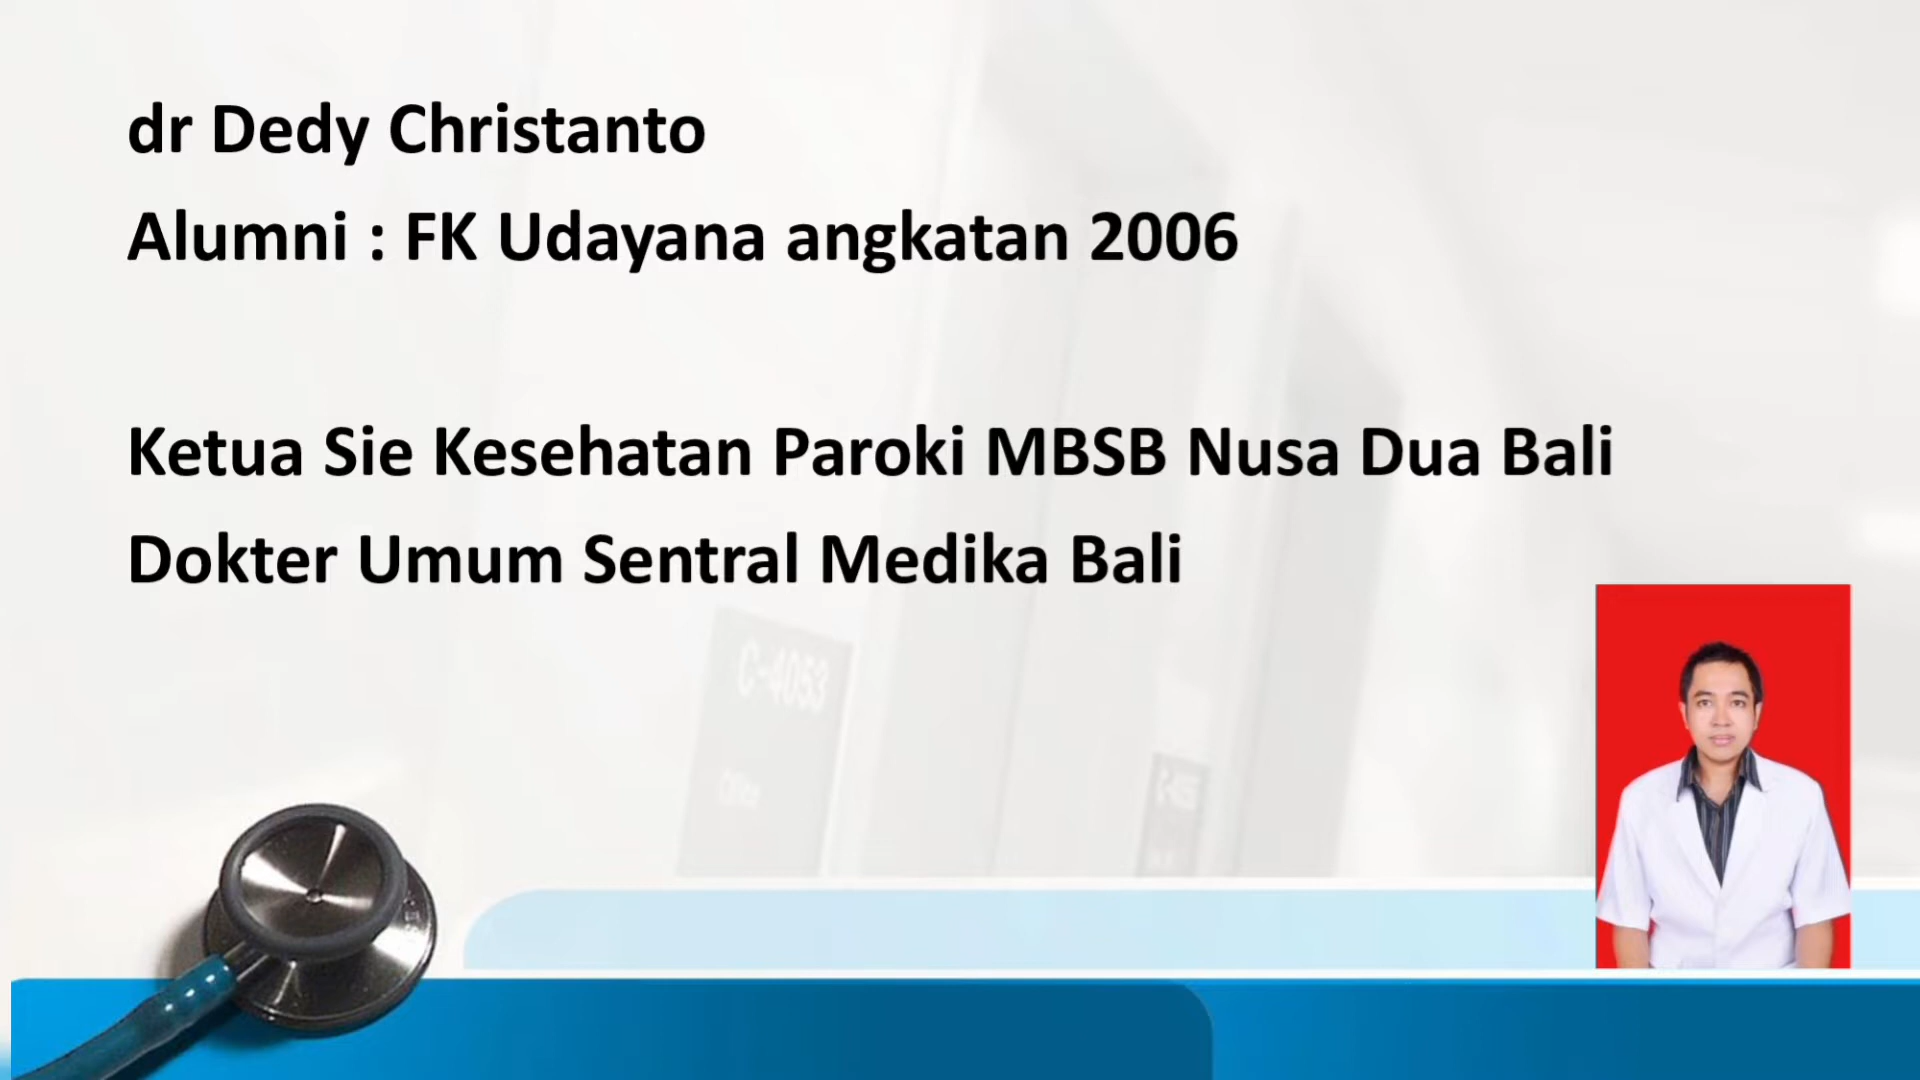 dr Dedy Christanto
Alumni : FK Udayana angkatan 2006
Ketua Sie Kesehatan Paroki MBSB Nusa Dua Bali
Dokter Umum Sentral Medika Bali
C-4053